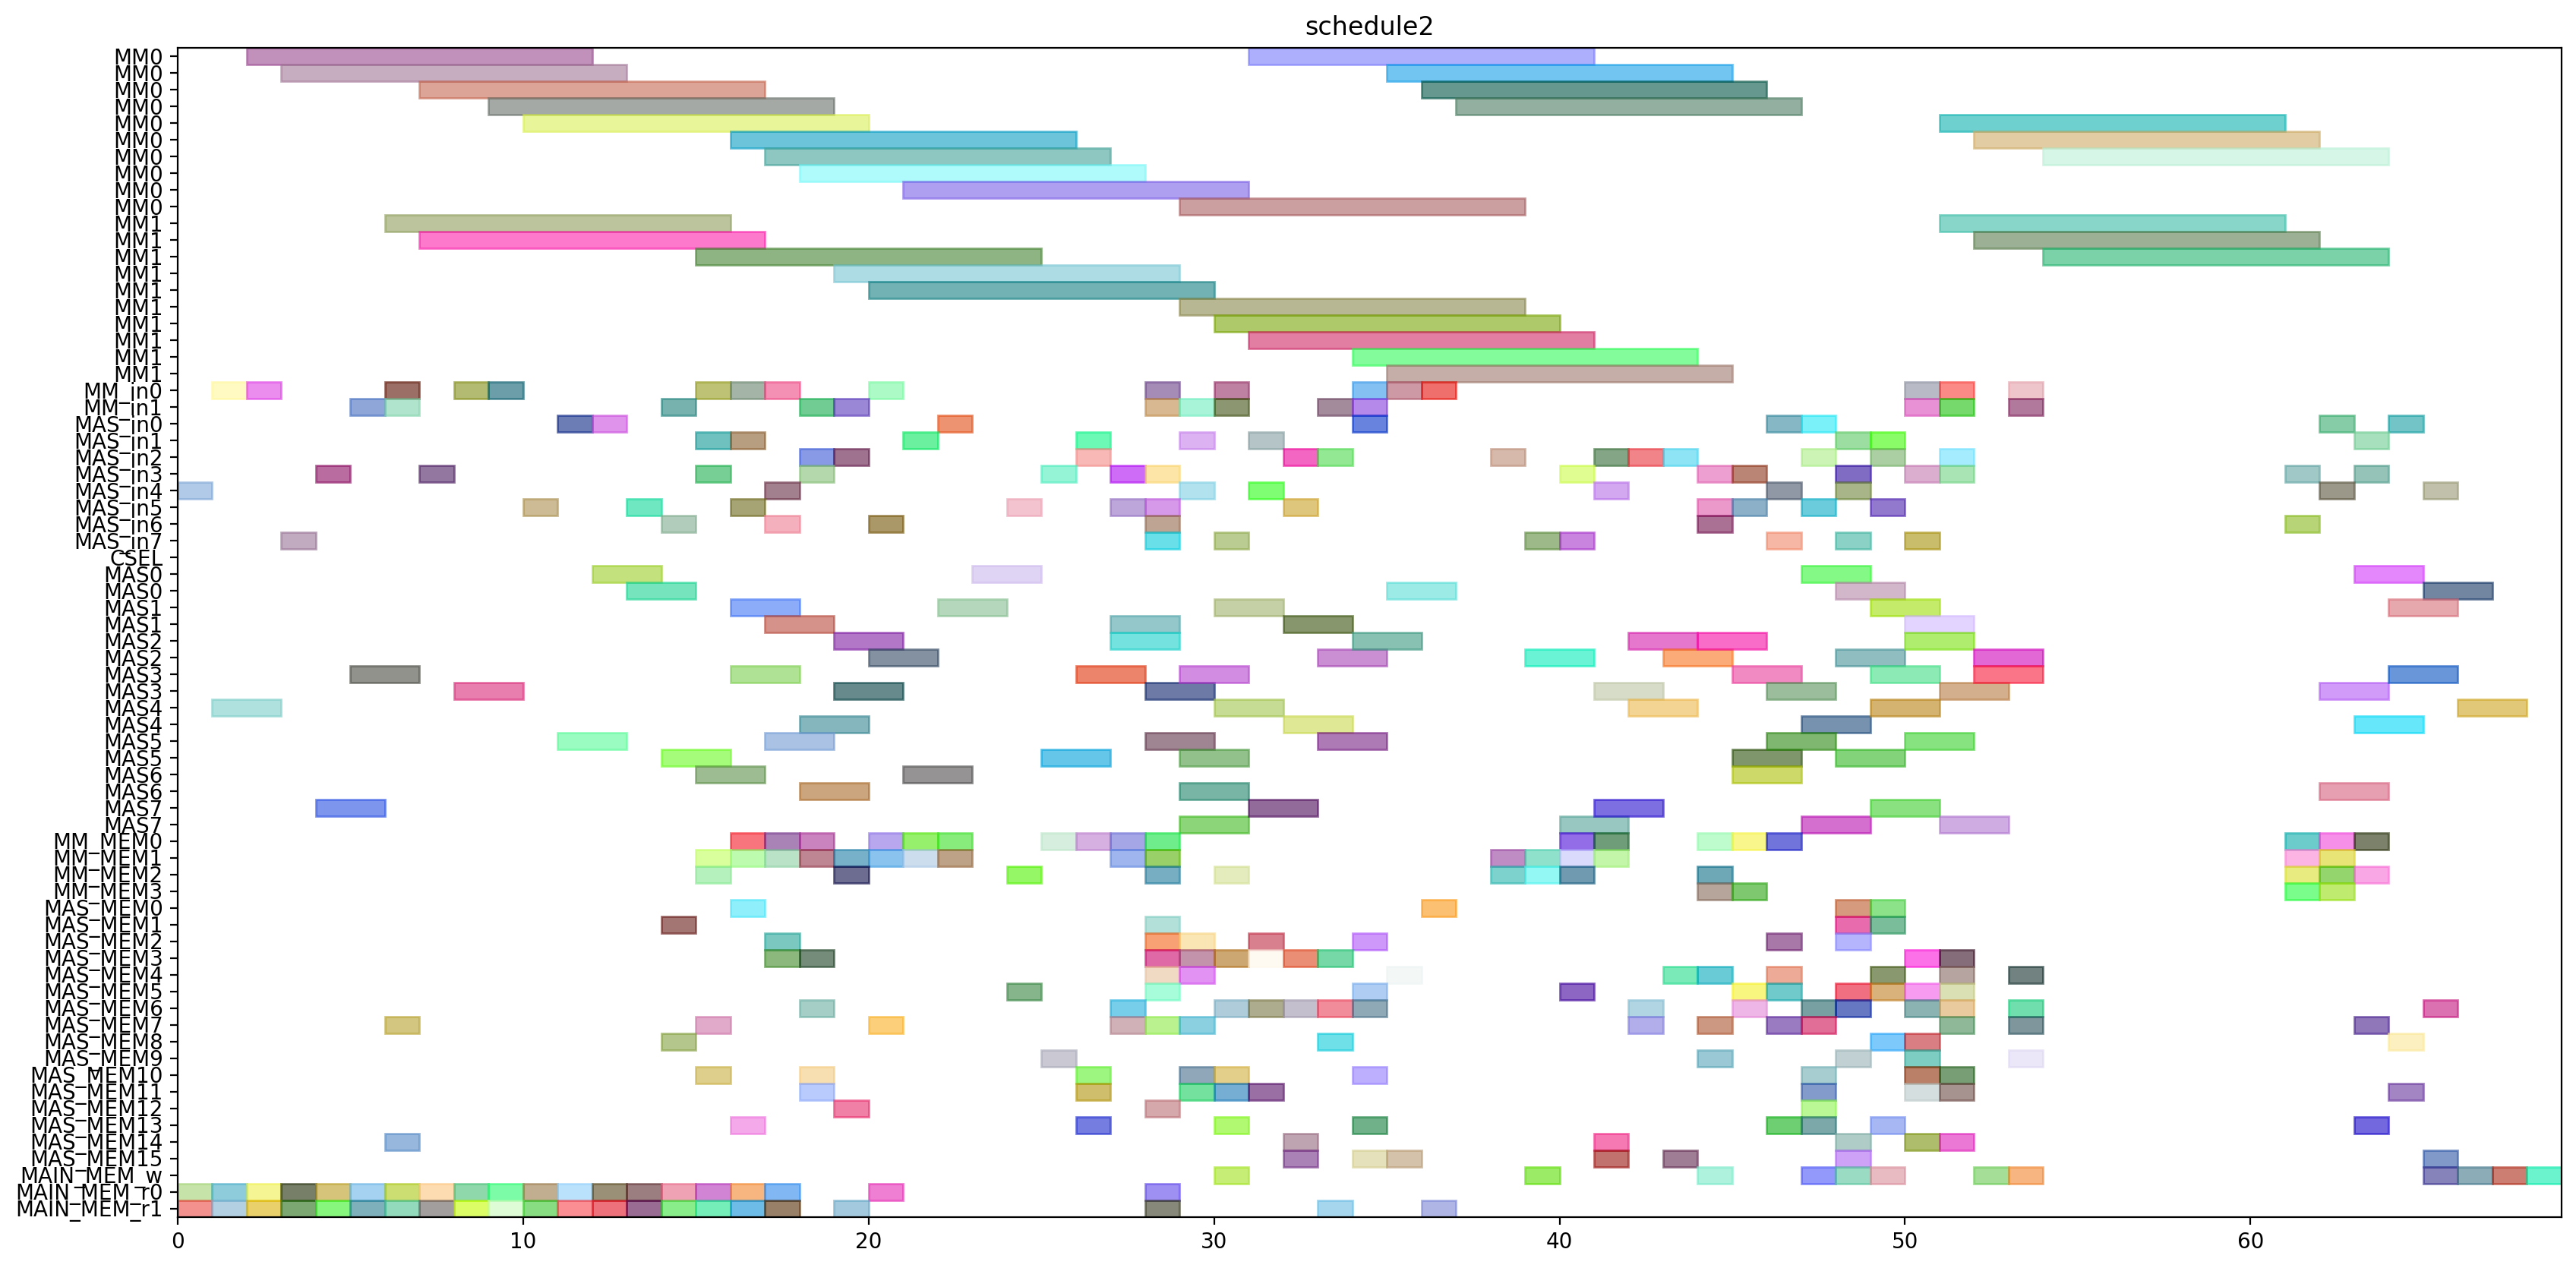 schedule2
MM0
MM0
MM0
MM0
MM0
MM0
MM0
MM0
MM0
MM0
MM1
MM1
MM1
MM1
MM1
MM1
MM1
MM1
MM1
MM1
MM_in0
MM_in1
MAS_in0
MAS_in1
MAS_in2
MAS_in3
MAS_in4
MAS_in5
MAS_in6
MAS_in7
CSEL
MAS0
MAS0
MAS1
MAS1
MAS2
MAS2
MAS3
MAS3
MAS4
MAS4
MAS5
MAS5
MAS6
MAS6
MAS7
MAS7
MM_MEM0
MM_MEM1
MM_MEM2
MM_MEM3
MAS_MEM0
MAS_MEM1
MAS_MEM2
MAS_MEM3
MAS_MEM4
MAS_MEM5
MAS_MEM6
MAS_MEM7
MAS_MEM8
MAS_MEM9
MAS_MEM10
MAS_MEM11
MAS_MEM12
MAS_MEM13
MAS_MEM14
MAS_MEM15
MAIN_MEM_w
MAIN_MEM_r0
MAIN_MEM_r1
0 10 20 30 40 50 60